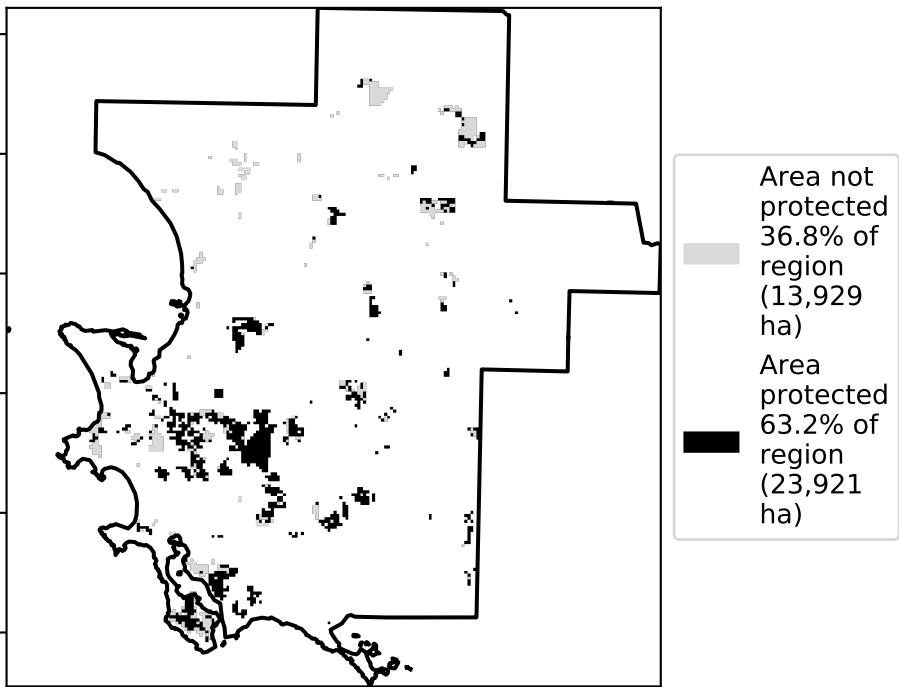 Area not
protected
36.8% of
region
(13,929
ha)
Area
protected
63.2% of
region
(23,921
ha)